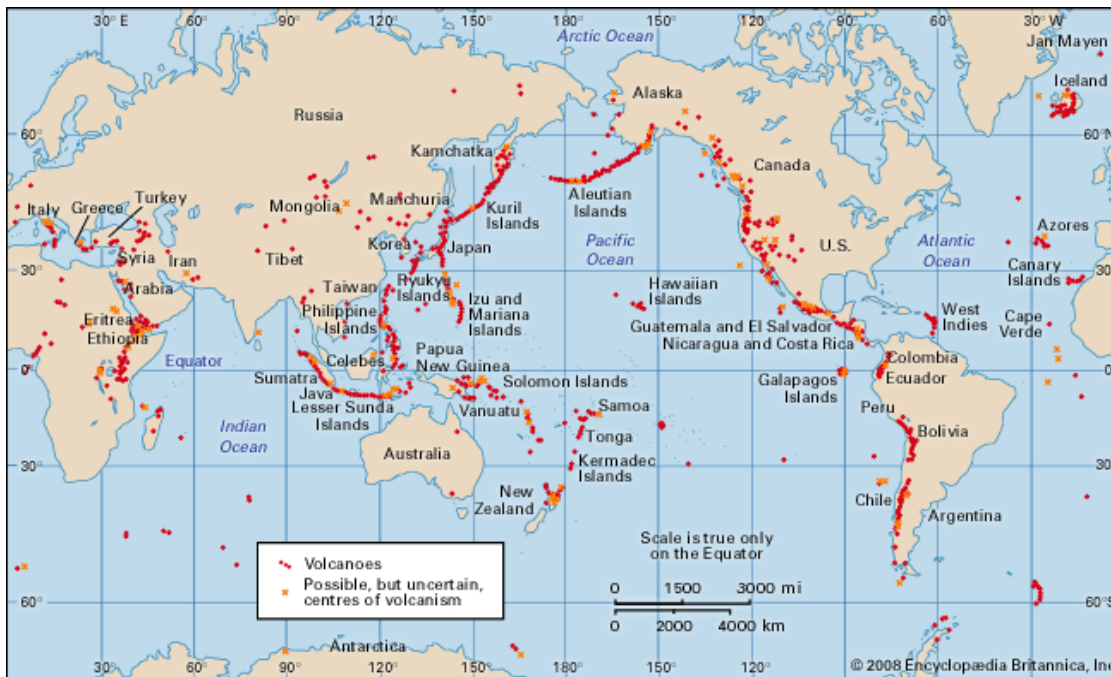 30° E
60°
90°
120°
150°
180°
150°
120°
90°
60°
30° W
Arctic Ocean
Jan Mayen
Iceland
Alaska
Russia
60°
60°N
Kamchatka
Canada
Turkey
Greece
Italy
Mongolia
Manchuria
Kuril
Islands
Aleutian
Islands
Azores
Korea
Japan
Pacific
Ocean
U.S.
Atlantic
Ocean
Syria
Iran
Tibet
30°
30°
Canary
Islands
Arabia
Taiwan
Ryukyu
Islands
Hawaiian
Islands
Izu and
Mariana
Islands
Philippine
Islands
West
Indies
Cape
Verde
Eritrea
Ethiopia
Guatemala and El Salvador
Nicaragua and Costa Rica
Equator
Celebes
Papua
New Guinea
Colombia
Ecuador
0°
0°
Sumatra
Java
Lesser Sunda
Islands
Solomon Islands
Galapagos
Islands
Vanuatu
Samoa
Peru
Indian
Ocean
Tonga
Bolivia
Australia
Kermadec
Islands
30°
30°
New
Zealand
Chile
Argentina
Scale is true only
on the Equator
Volcanoes
Possible, but uncertain,
centres of volcanism
0 1500 3000 mi
0 2000 4000 km
60°
60°S
Antarctica
30°
60°
90°
120°
150°
180°
150°
120°
© 2008 Encyclopædia Britannica, Inc